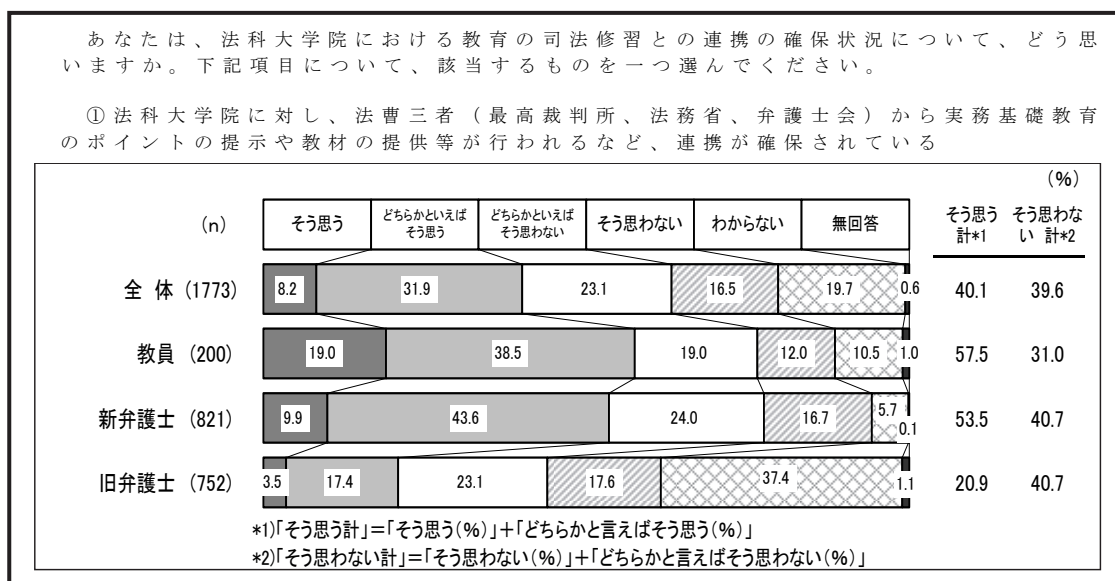 あなたは、法科大学院における教育の司法修習との連携の確保状況について、どう思
いますか。下記項目について、該当するものを一つ選んでください。
①法科大学院に対し、法曹三者（最高裁判所、法務省、弁護士会）から実務基礎教育
のポイントの提示や教材の提供等が行われるなど、連携が確保されている
(%)
(n) そう思う どちらかといえば そう思う どちらかといえば そう思わない そう思わない わからない 無回答 そう思う 計*1 そう思わな い 計*2
全 体 (1773) 8.2 31.9 23.1 16.5 19.7 0.6 40.1 39.6
教員 (200) 19.0 38.5 19.0 12.0 10.5 1.0 57.5 31.0
新弁護士 (821) 9.9 43.6 24.0 16.7 5.7 0.1 53.5 40.7
旧弁護士 (752) 3.5 17.4 23.1 17.6 37.4 1.1 20.9 40.7
*1)「そう思う計」＝「そう思う(%)」＋「どちらかと言えばそう思う(%)」
*2)「そう思わない計」＝「そう思わない(%)」＋「どちらかと言えばそう思わない(%)」